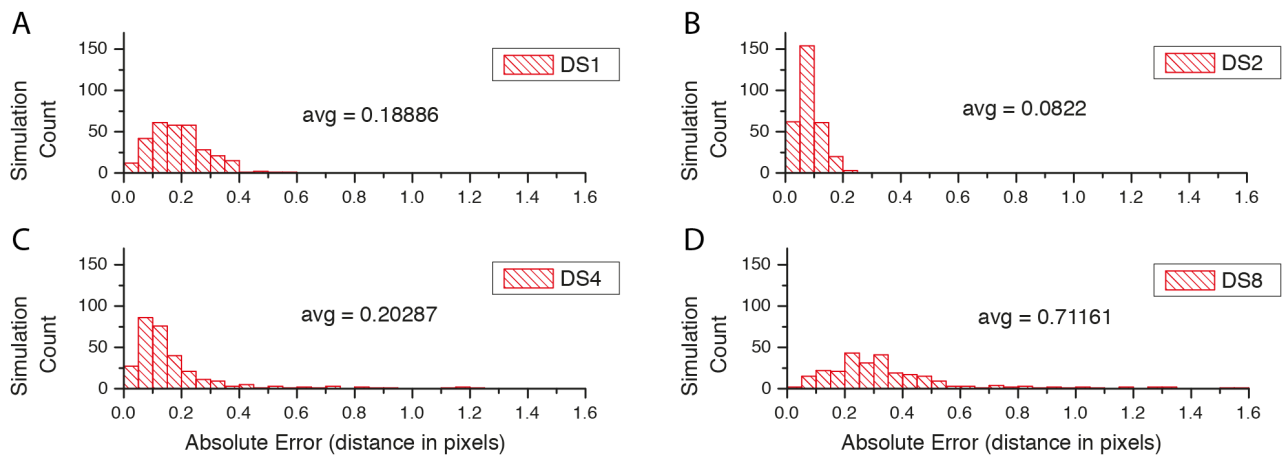 A
DS1
avg = 0.18886
Simulation
Count
150
100
50
0
0.0 0.2 0.4 0.6 0.8 1.0 1.2 1.4 1.6
B
DS2
avg = 0.0822
Simulation
Count
150
100
50
0
0.0 0.2 0.4 0.6 0.8 1.0 1.2 1.4 1.6
C
DS4
avg = 0.20287
Simulation
Count
150
100
50
0
0.0 0.2 0.4 0.6 0.8 1.0 1.2 1.4 1.6
Absolute Error (distance in pixels)
D
DS8
avg = 0.71161
Simulation
Count
150
100
50
0
0.0 0.2 0.4 0.6 0.8 1.0 1.2 1.4 1.6
Absolute Error (distance in pixels)